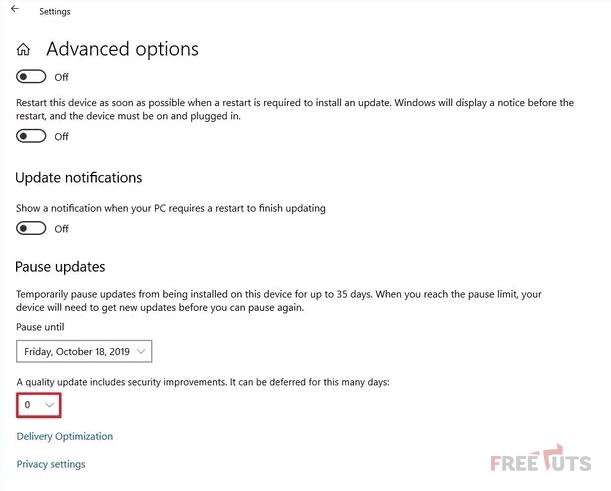 Settings
Advanced options
Off
Restart this device as soon as possible when a restart is required to install an update. Windows will display a notice before the
restart, and the device must be on and plugged in.
Off
Update notifications
Show a notification when your PC requires a restart to finish updating
Off
Pause updates
Temporarily pause updates from being installed on this device for up to 35 days. When you reach the pause limit, your
device will need to get new updates before you can pause again.
Pause until
Friday, October 18, 2019
A quality update includes security improvements. It can be deferred for this many days:
0
Delivery Optimization
Privacy settings
FREETUTS